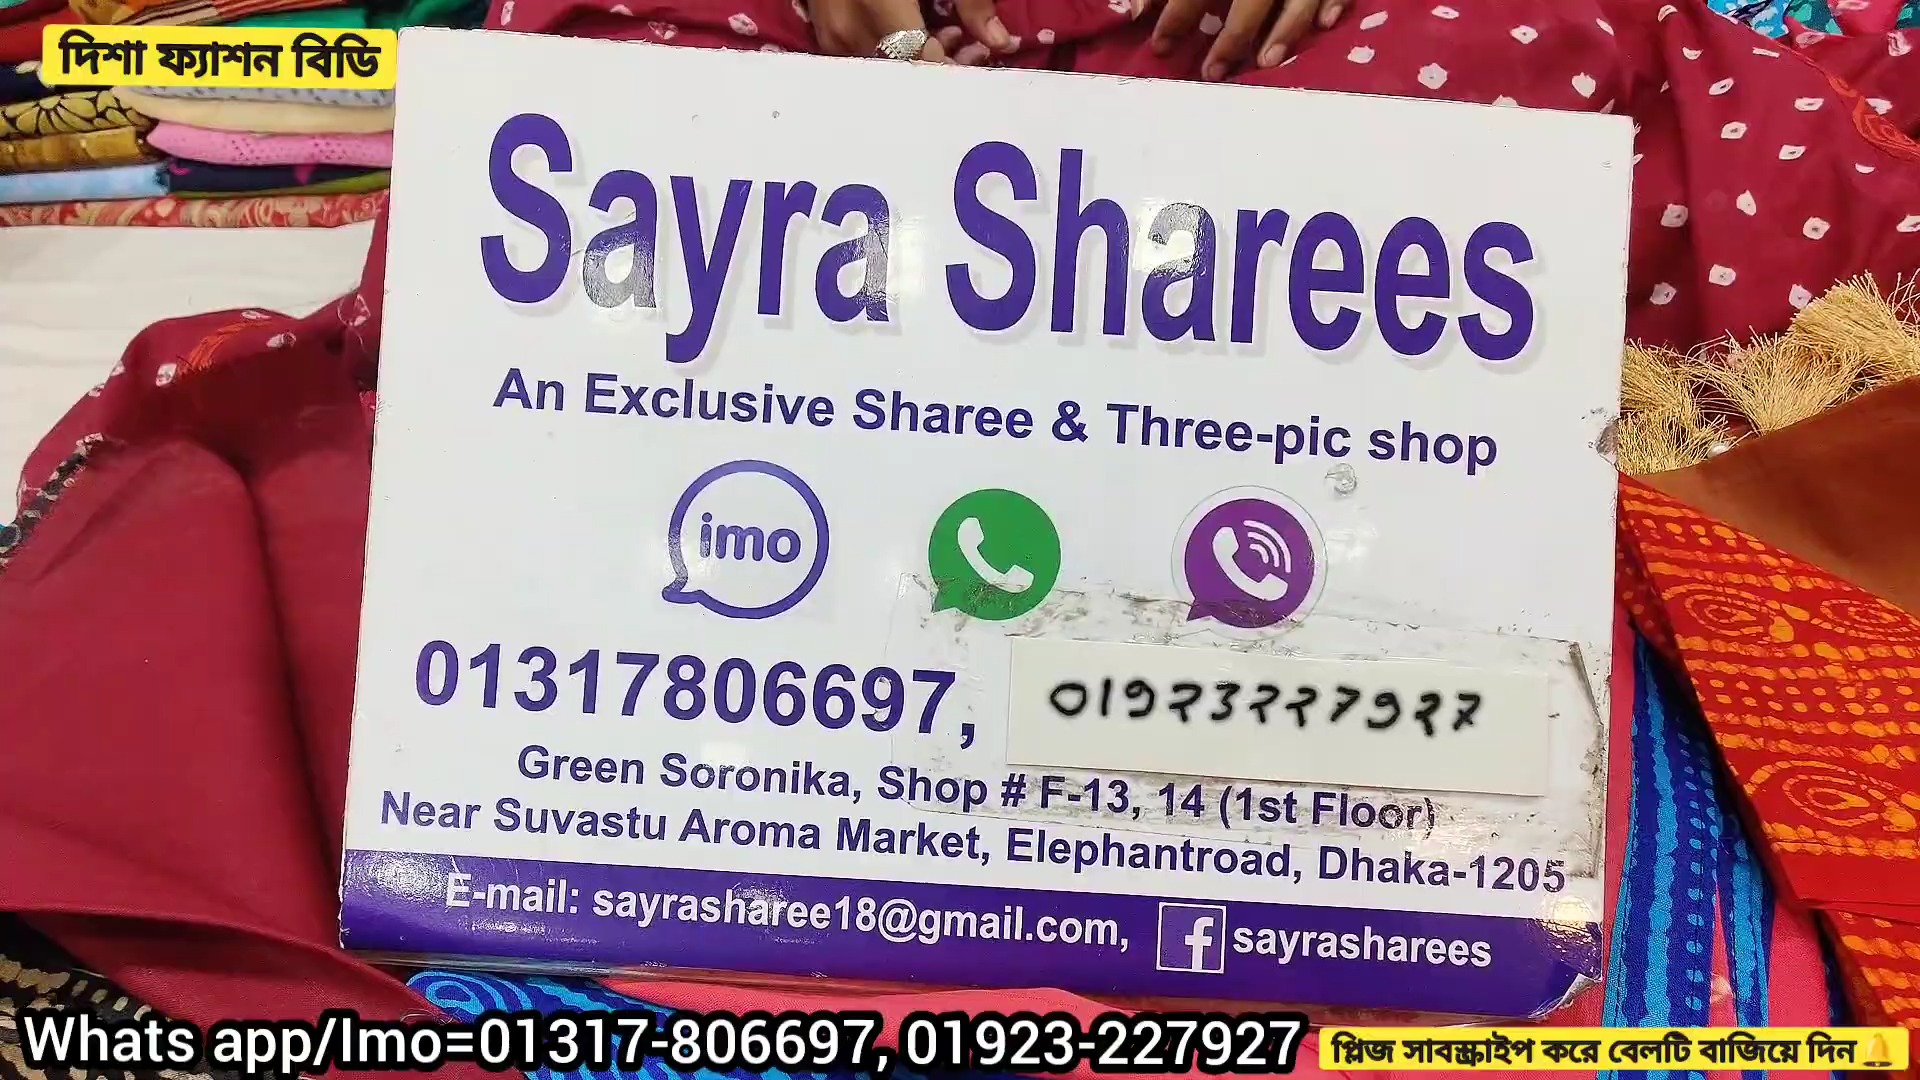 দিশা ফ্যাশন বিডি
Sayra Sharees
An Exclusive Sharee & Three-pic shop
imo
01317806697, 01923227927
Green Soronika, Shop # F-13, 14 (1st Floor)
Near Suvastu Aroma Market, Elephantroad, Dhaka-1205
E-mail: sayrasharee18@gmail.com, f sayrasharees
Whats app/Imo=01317-806697, 01923-227927
প্লিজ সাবস্ক্রাইপ করে বেলটি বাজিয়ে দিন🔔